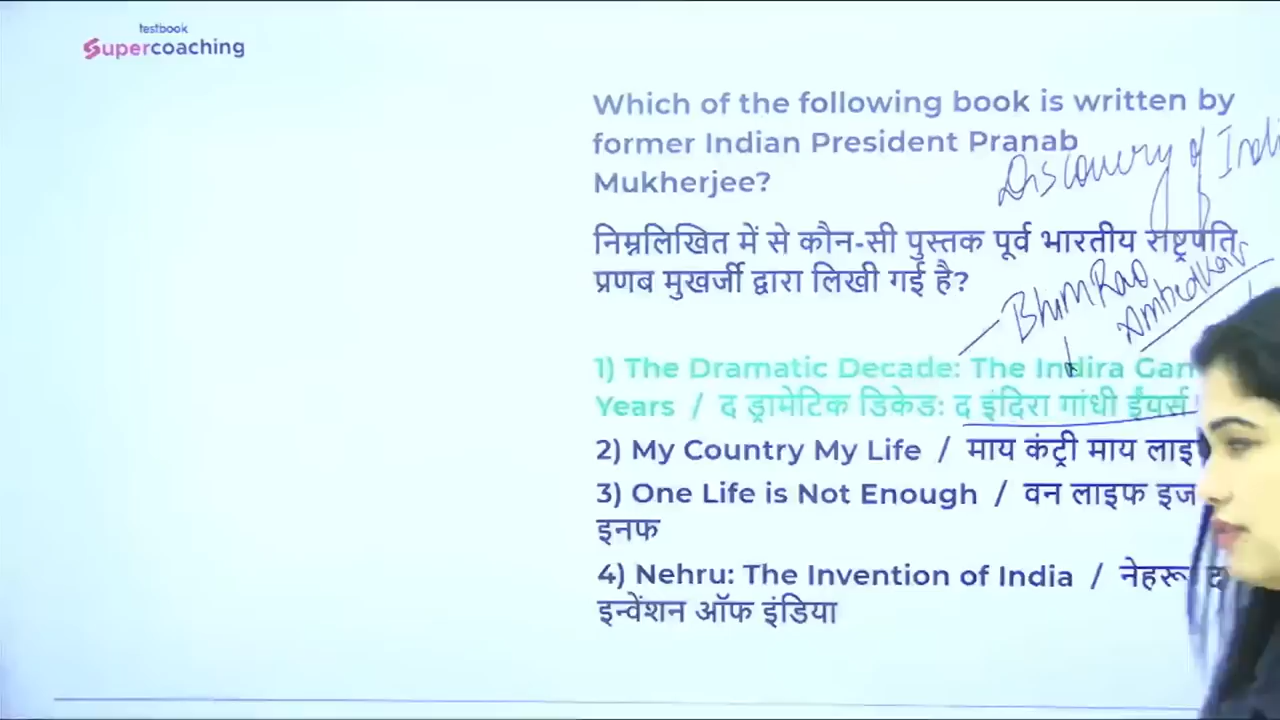 testbook
Supercoaching
Which of the following book is written by
former Indian President Pranab
Mukherjee?
Discovery of Indi
निम्नलिखित में से कौन-सी पुस्तक पूर्व भारतीय राष्ट्रपति
प्रणब मुखर्जी द्वारा लिखी गई है?
BhimRao
Ambedkar
1) The Dramatic Decade: The Indira Gan
Years / द ड्रामेटिक डिकेड: द इंदिरा गांधी ईयर्स
2) My Country My Life / माय कंट्री माय लाइ
3) One Life is Not Enough / वन लाइफ इज
इनफ
4) Nehru: The Invention of India / नेहरू द
इन्वेंशन ऑफ इंडिया